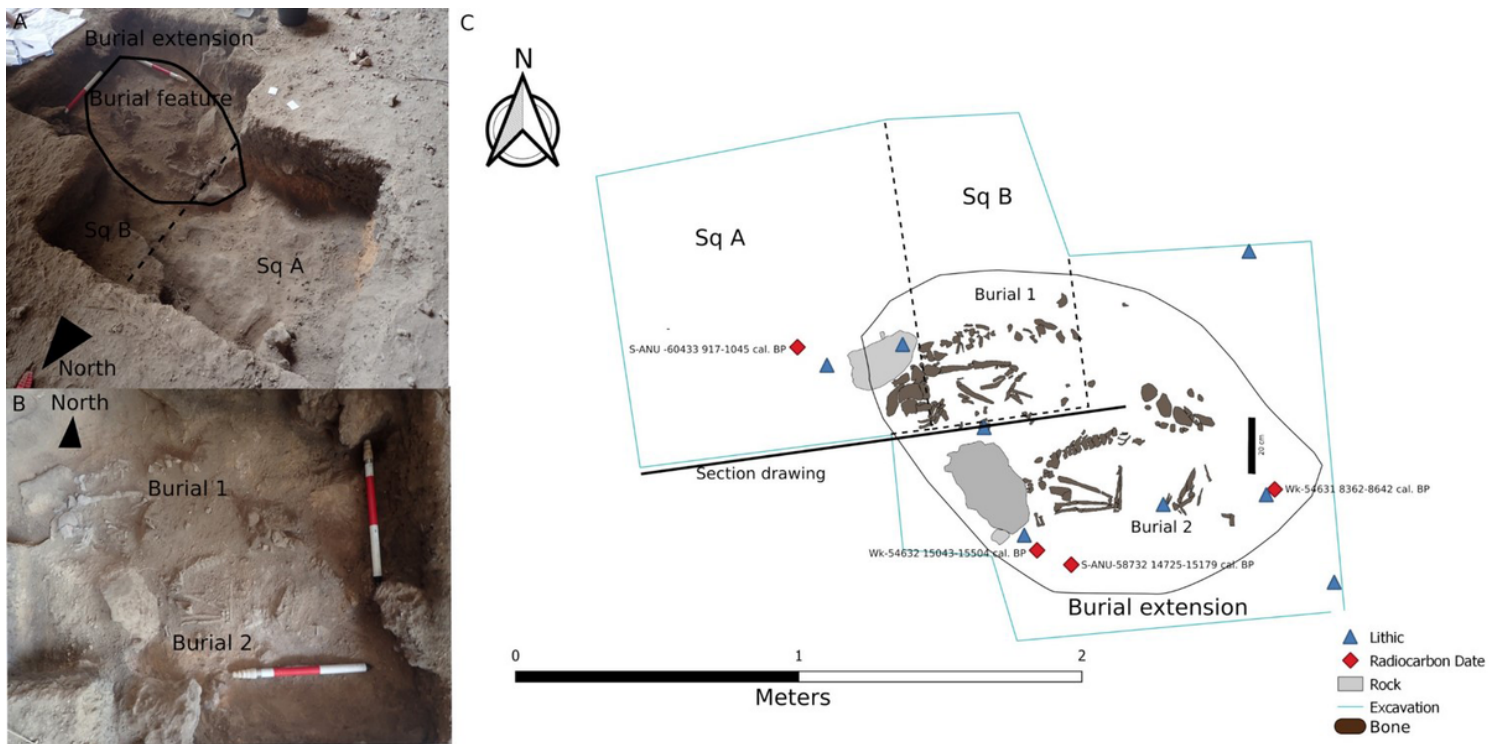 A
Burial extension
Burial feature
Sq B
Sq A
North
B
North
Burial 1
Burial 2
C
N
Sq A
Sq B
Burial 1
S-ANU -60433 917-1045 cal. BP
Section drawing
20 cm
Wk-54631 8362-8642 cal. BP
Burial 2
Wk-54632 15043-15504 cal. BP
S-ANU-58732 14725-15179 cal. BP
Burial extension
0 1 2
Meters
Lithic
Radiocarbon Date
Rock
Excavation
Bone